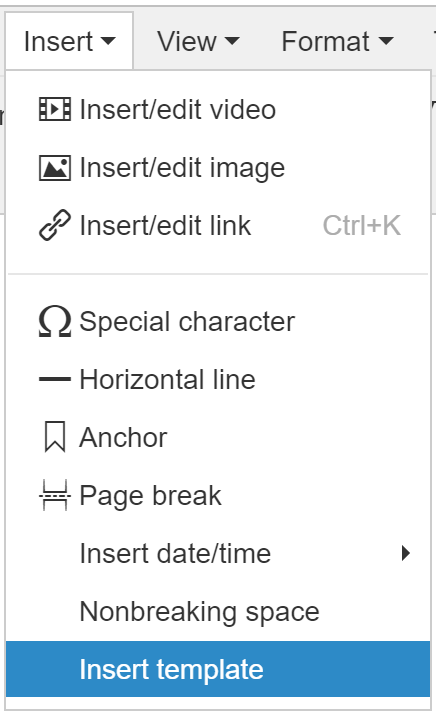 Insert View Format
Insert/edit video
Insert/edit image
Insert/edit link Ctrl+K
Special character
Horizontal line
Anchor
Page break
Insert date/time
Nonbreaking space
Insert template